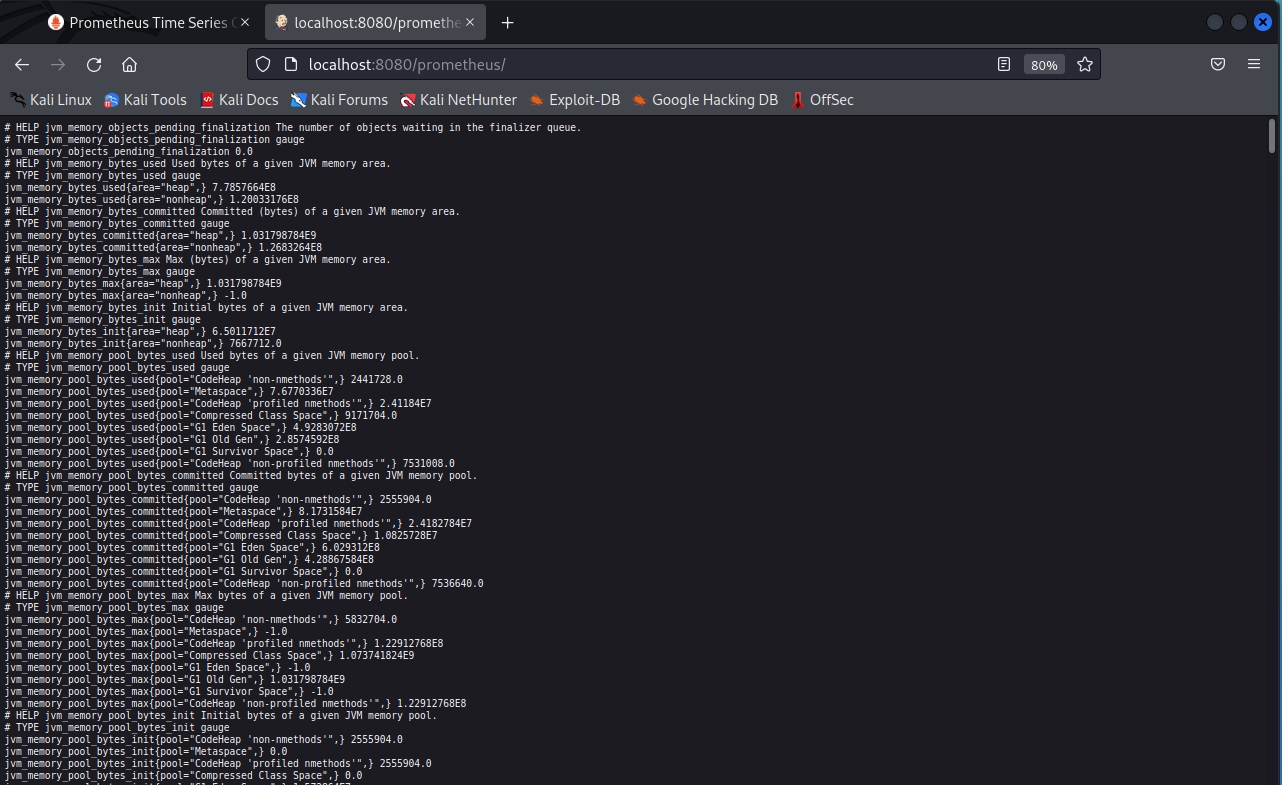 Prometheus Time Series C
localhost:8080/promethe
localhost:8080/prometheus/
80%
Kali Linux
Kali Tools
Kali Docs
Kali Forums
Kali NetHunter
Exploit-DB
Google Hacking DB
OffSec
# HELP jvm_memory_objects_pending_finalization The number of objects waiting in the finalizer queue.
# TYPE jvm_memory_objects_pending_finalization gauge
jvm_memory_objects_pending_finalization 0.0
# HELP jvm_memory_bytes_used Used bytes of a given JVM memory area.
# TYPE jvm_memory_bytes_used gauge
jvm_memory_bytes_used{area="heap",} 7.7857664E8
jvm_memory_bytes_used{area="nonheap",} 1.20033176E8
# HELP jvm_memory_bytes_committed Committed (bytes) of a given JVM memory area.
# TYPE jvm_memory_bytes_committed gauge
jvm_memory_bytes_committed{area="heap",} 1.031798784E9
jvm_memory_bytes_committed{area="nonheap",} 1.2683264E8
# HELP jvm_memory_bytes_max Max (bytes) of a given JVM memory area.
# TYPE jvm_memory_bytes_max gauge
jvm_memory_bytes_max{area="heap",} 1.031798784E9
jvm_memory_bytes_max{area="nonheap",} -1.0
# HELP jvm_memory_bytes_init Initial bytes of a given JVM memory area.
# TYPE jvm_memory_bytes_init gauge
jvm_memory_bytes_init{area="heap",} 6.5011712E7
jvm_memory_bytes_init{area="nonheap",} 7667712.0
# HELP jvm_memory_pool_bytes_used Used bytes of a given JVM memory pool.
# TYPE jvm_memory_pool_bytes_used gauge
jvm_memory_pool_bytes_used{pool="CodeHeap 'non-nmethods'",} 2441728.0
jvm_memory_pool_bytes_used{pool="Metaspace",} 7.6770336E7
jvm_memory_pool_bytes_used{pool="CodeHeap 'profiled nmethods'",} 2.41184E7
jvm_memory_pool_bytes_used{pool="Compressed Class Space",} 9171704.0
jvm_memory_pool_bytes_used{pool="G1 Eden Space",} 4.9283072E8
jvm_memory_pool_bytes_used{pool="G1 Old Gen",} 2.8574592E8
jvm_memory_pool_bytes_used{pool="G1 Survivor Space",} 0.0
jvm_memory_pool_bytes_used{pool="CodeHeap 'non-profiled nmethods'",} 7531008.0
# HELP jvm_memory_pool_bytes_committed Committed bytes of a given JVM memory pool.
# TYPE jvm_memory_pool_bytes_committed gauge
jvm_memory_pool_bytes_committed{pool="CodeHeap 'non-nmethods'",} 2555904.0
jvm_memory_pool_bytes_committed{pool="Metaspace",} 8.1731584E7
jvm_memory_pool_bytes_committed{pool="CodeHeap 'profiled nmethods'",} 2.4182784E7
jvm_memory_pool_bytes_committed{pool="Compressed Class Space",} 1.0825728E7
jvm_memory_pool_bytes_committed{pool="G1 Eden Space",} 6.029312E8
jvm_memory_pool_bytes_committed{pool="G1 Old Gen",} 4.28867584E8
jvm_memory_pool_bytes_committed{pool="G1 Survivor Space",} 0.0
jvm_memory_pool_bytes_committed{pool="CodeHeap 'non-profiled nmethods'",} 7536640.0
# HELP jvm_memory_pool_bytes_max Max bytes of a given JVM memory pool.
# TYPE jvm_memory_pool_bytes_max gauge
jvm_memory_pool_bytes_max{pool="CodeHeap 'non-nmethods'",} 5832704.0
jvm_memory_pool_bytes_max{pool="Metaspace",} -1.0
jvm_memory_pool_bytes_max{pool="CodeHeap 'profiled nmethods'",} 1.22912768E8
jvm_memory_pool_bytes_max{pool="Compressed Class Space",} 1.073741824E9
jvm_memory_pool_bytes_max{pool="G1 Eden Space",} -1.0
jvm_memory_pool_bytes_max{pool="G1 Old Gen",} 1.031798784E9
jvm_memory_pool_bytes_max{pool="G1 Survivor Space",} -1.0
jvm_memory_pool_bytes_max{pool="CodeHeap 'non-profiled nmethods'",} 1.22912768E8
# HELP jvm_memory_pool_bytes_init Initial bytes of a given JVM memory pool.
# TYPE jvm_memory_pool_bytes_init gauge
jvm_memory_pool_bytes_init{pool="CodeHeap 'non-nmethods'",} 2555904.0
jvm_memory_pool_bytes_init{pool="Metaspace",} 0.0
jvm_memory_pool_bytes_init{pool="CodeHeap 'profiled nmethods'",} 2555904.0
jvm_memory_pool_bytes_init{pool="Compressed Class Space",} 0.0